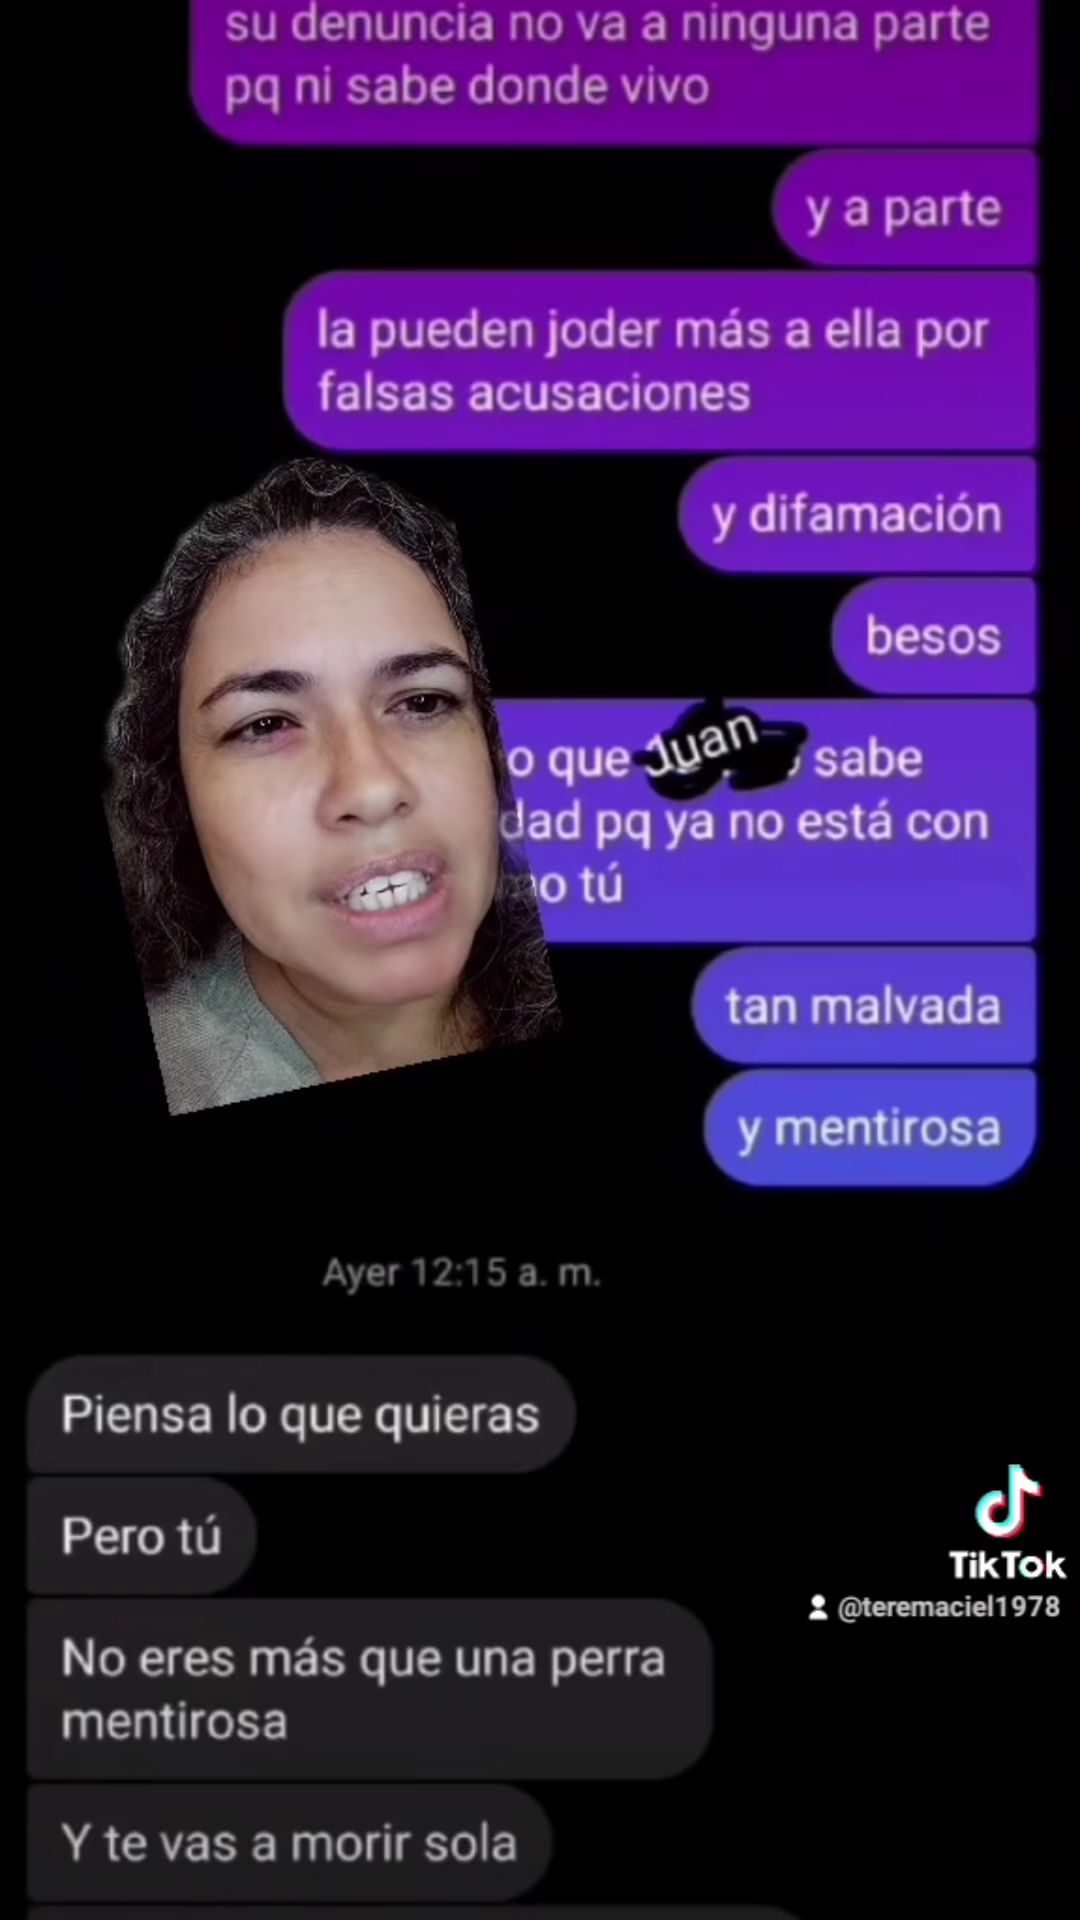 su denuncia no va a ninguna parte
pq ni sabe donde vivo
y a parte
la pueden joder más a ella por
falsas acusaciones
y difamación
besos
o que Juan sabe
dad pq ya no está con
o tú
tan malvada
y mentirosa
Ayer 12:15 a. m.
Piensa lo que quieras
Pero tú
No eres más que una perra
mentirosa
Y te vas a morir sola
TikTok
@teremaciel1978